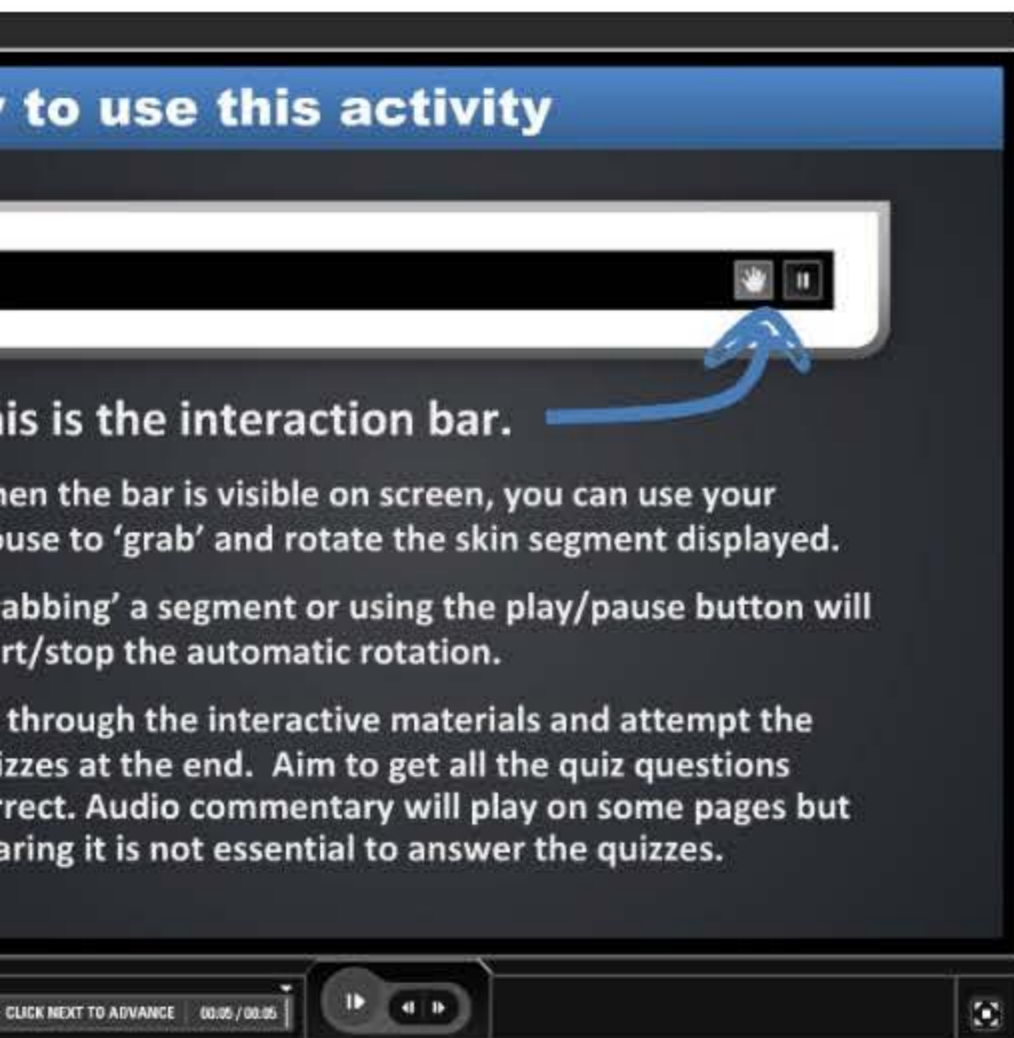 to use this activity
his is the interaction bar.
hen the bar is visible on screen, you can use your
ouse to ‘grab’ and rotate the skin segment displayed.
abbing’ a segment or using the play/pause button will
rt/stop the automatic rotation.
through the interactive materials and attempt the
izzes at the end.  Aim to get all the quiz questions
rrect. Audio commentary will play on some pages but
aring it is not essential to answer the quizzes.
CLICK NEXT TO ADVANCE 00:05 / 00:05